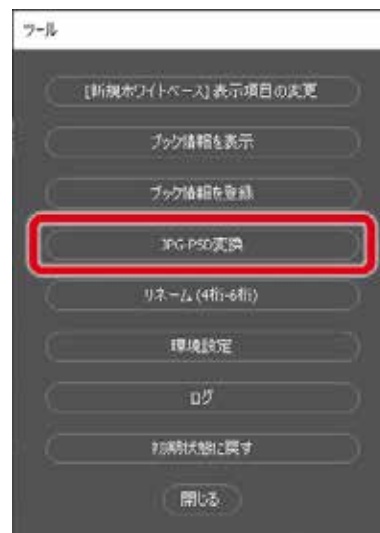 ツール
[新規ホワイトベース] 表示項目の変更
ブック情報を表示
ブック情報を登録
JPG-PSD変換
リネーム (4桁-6桁)
環境設定
ログ
初期状態に戻す
閉じる